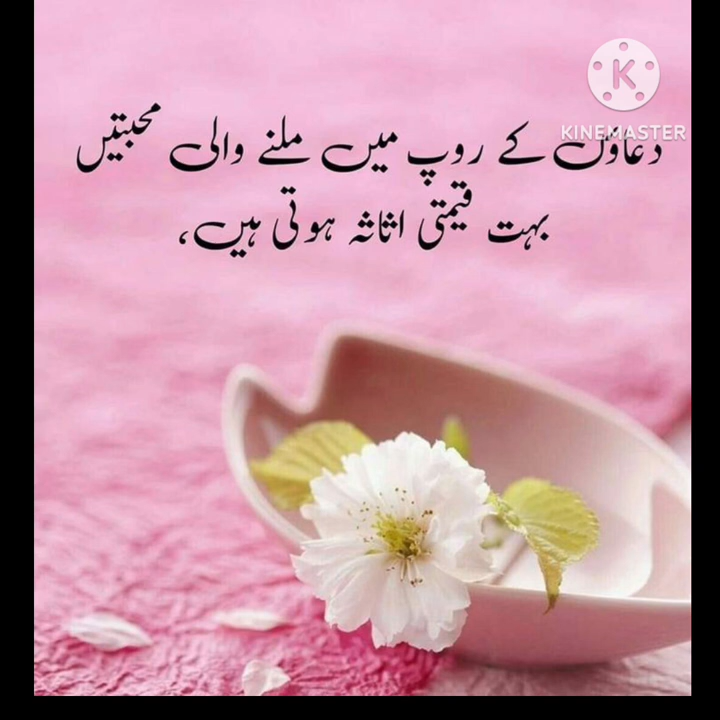 K
KINEMASTER
دعاؤں کے روپ میں ملنے والی محبتیں
بہت قیمتی اثاثہ ہوتی ہیں،